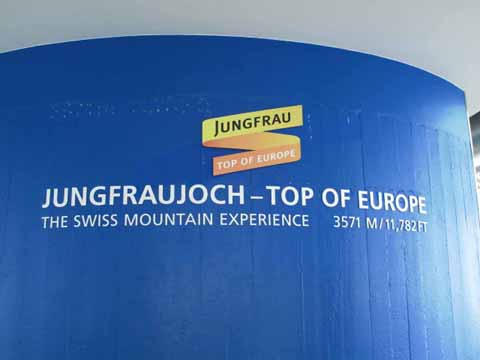 JUNGFRAU
TOP OF EUROPE
JUNGFRAUJOCH – TOP OF EUROPE
THE SWISS MOUNTAIN EXPERIENCE 3571 M/11,782 FT